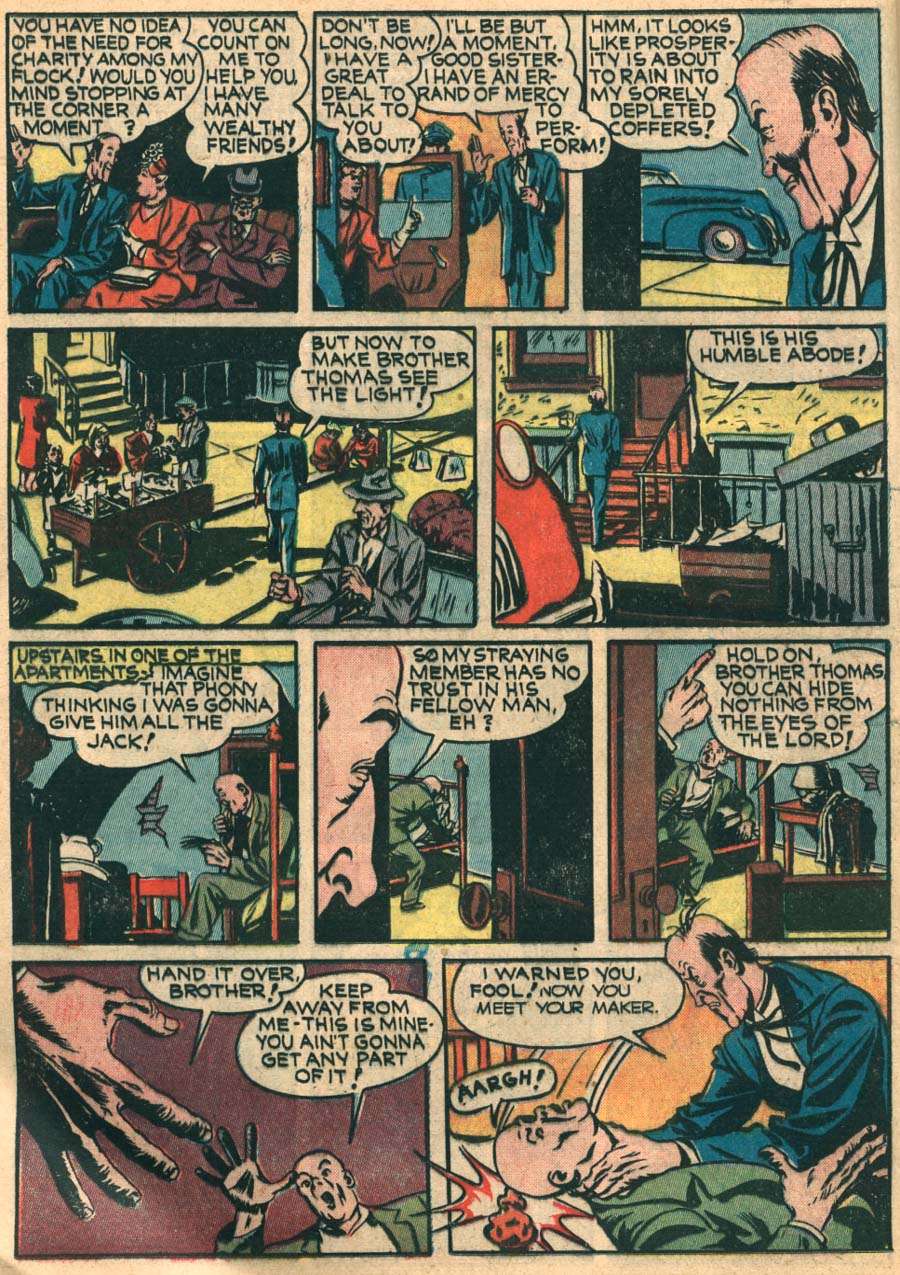 YOU HAVE NO IDEA
OF THE NEED FOR
CHARITY AMONG MY
FLOCK! WOULD YOU
MIND STOPPING AT
THE CORNER A
MOMENT?
YOU CAN
COUNT ON
ME TO
HELP YOU,
I HAVE
MANY
WEALTHY
FRIENDS!
DON'T BE
LONG, NOW!
I HAVE A
GREAT
DEAL TO
TALK TO
YOU
ABOUT!
I'LL BE BUT
A MOMENT,
GOOD SISTER-
I HAVE AN ER-
RAND OF MERCY
TO
PER-
FORM!
HMM, IT LOOKS
LIKE PROSPER-
ITY IS ABOUT
TO RAIN INTO
MY SORELY
DEPLETED
COFFERS!
BUT NOW TO
MAKE BROTHER
THOMAS SEE
THE LIGHT!
THIS IS HIS
HUMBLE ABODE!
UPSTAIRS, IN ONE OF THE
APARTMENTS:
I IMAGINE
THAT PHONY
THINKING I WAS GONNA
GIVE HIM ALL THE
JACK!
SO MY STRAYING
MEMBER HAS NO
TRUST IN HIS
FELLOW MAN,
EH?
HOLD ON,
BROTHER THOMAS,
YOU CAN HIDE
NOTHING FROM
THE EYES OF
THE LORD!
HAND IT OVER,
BROTHER!
KEEP
AWAY FROM
ME-THIS IS MINE-
YOU AIN'T GONNA
GET ANY PART
OF IT!
I WARNED YOU,
FOOL! NOW YOU
MEET YOUR MAKER.
AARGH!